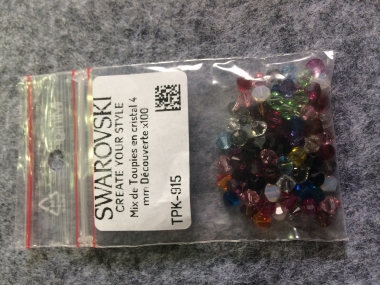 SWAROVSKI
CREATE YOUR STYLE
Mix de Toupies en cristal 4
mm Découverte x100
TPK-915